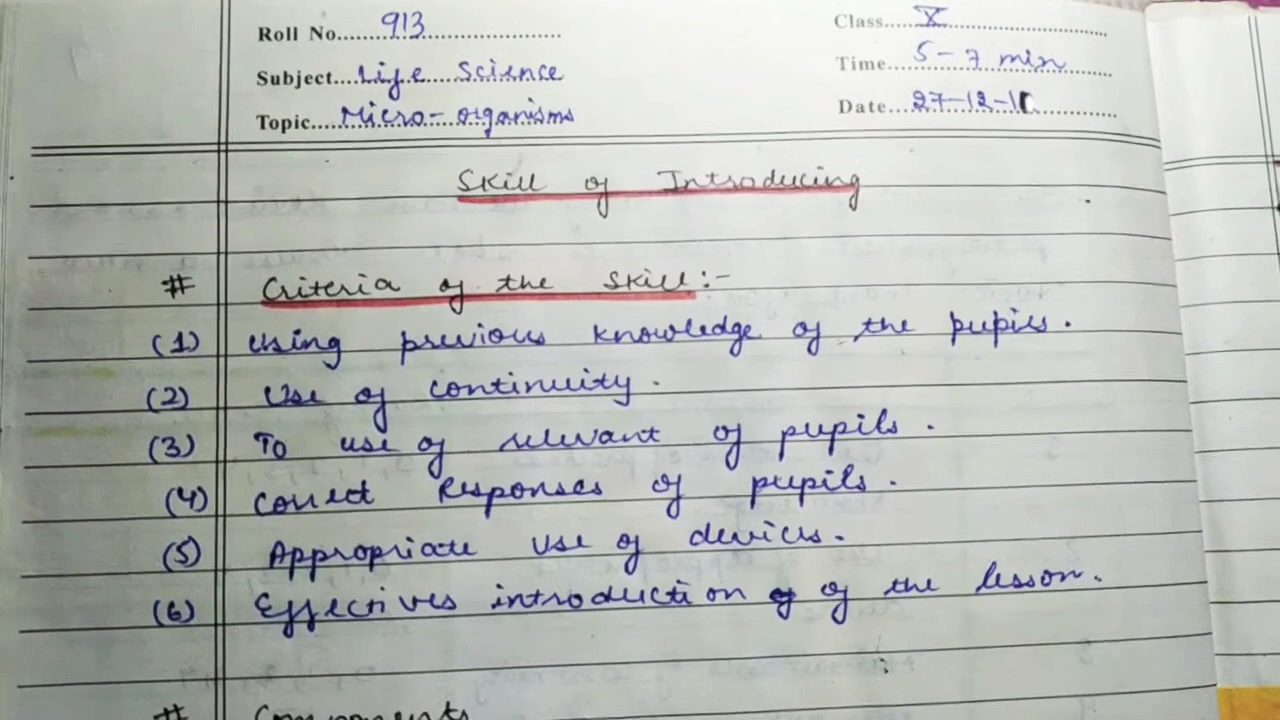 Roll No. 913
Class X
Subject Life Science
Time 5-7 min
Topic Micro-organisms
Date 27-12-1
Skill of Introducing
# Criteria of the Skill:-
(1) Using previous knowledge of the pupils.
(2) Use of continuity.
(3) To use of relevant of pupils.
(4) Correct Responses of pupils.
(5) Appropriate use of devices.
(6) Effectives introduction of of the lesson.
# Components